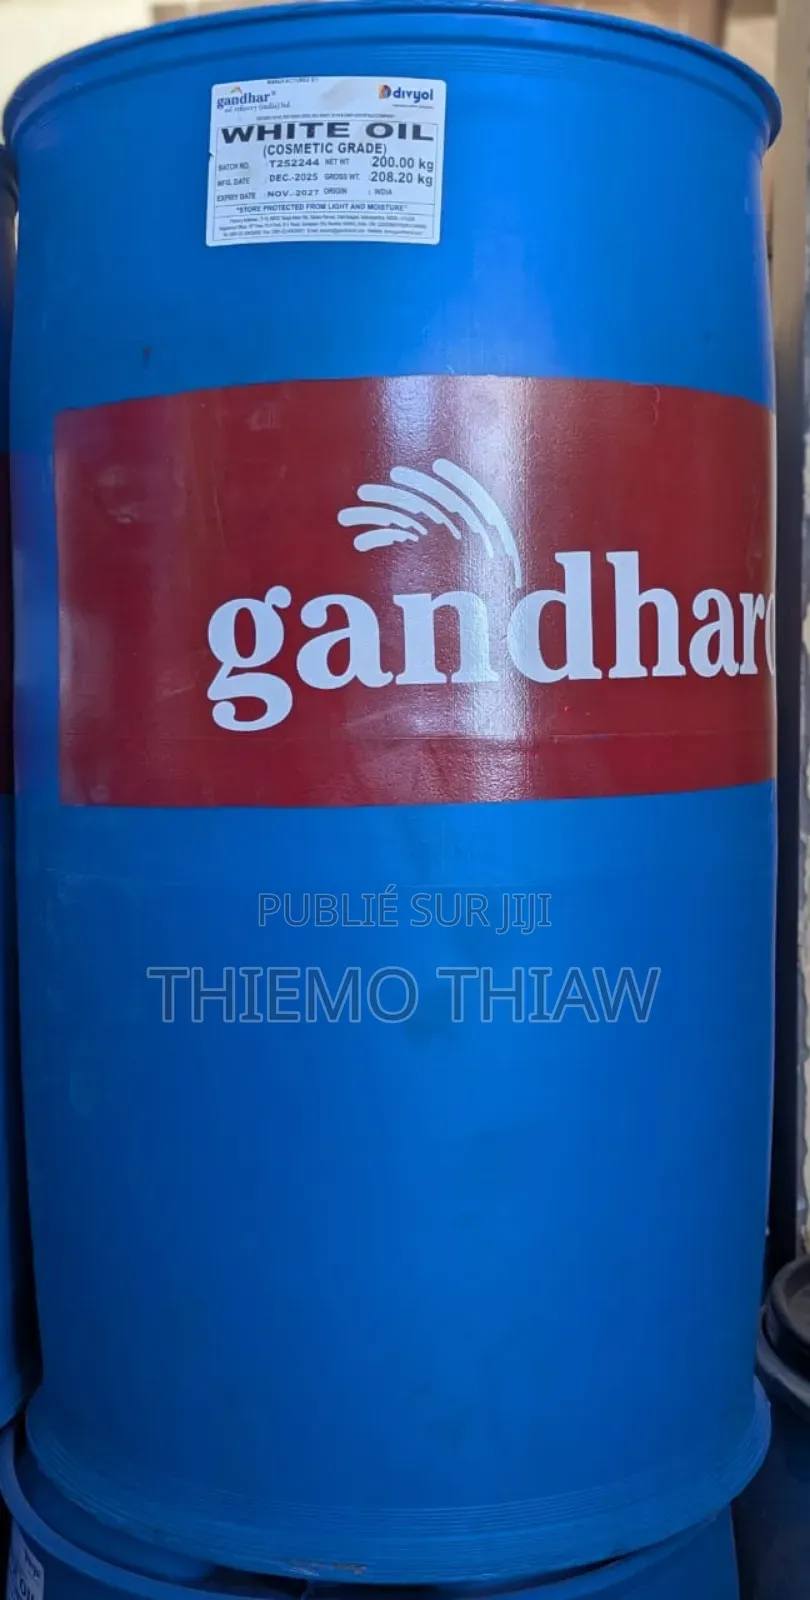 MANUFACTURED BY
gandhar®
oil refinery (india) ltd.
divyol
WHITE OIL
(COSMETIC GRADE)
BATCH NO. : T252244 NET WT : 200.00 kg
MFG. DATE : DEC.-2025 GROSS WT. : 208.20 kg
EXPIRY DATE : NOV.-2027 ORIGIN : INDIA
"STORE PROTECTED FROM LIGHT AND MOISTURE"
gandhar
PUBLIÉ SUR JIJI
THIEMO THIAW